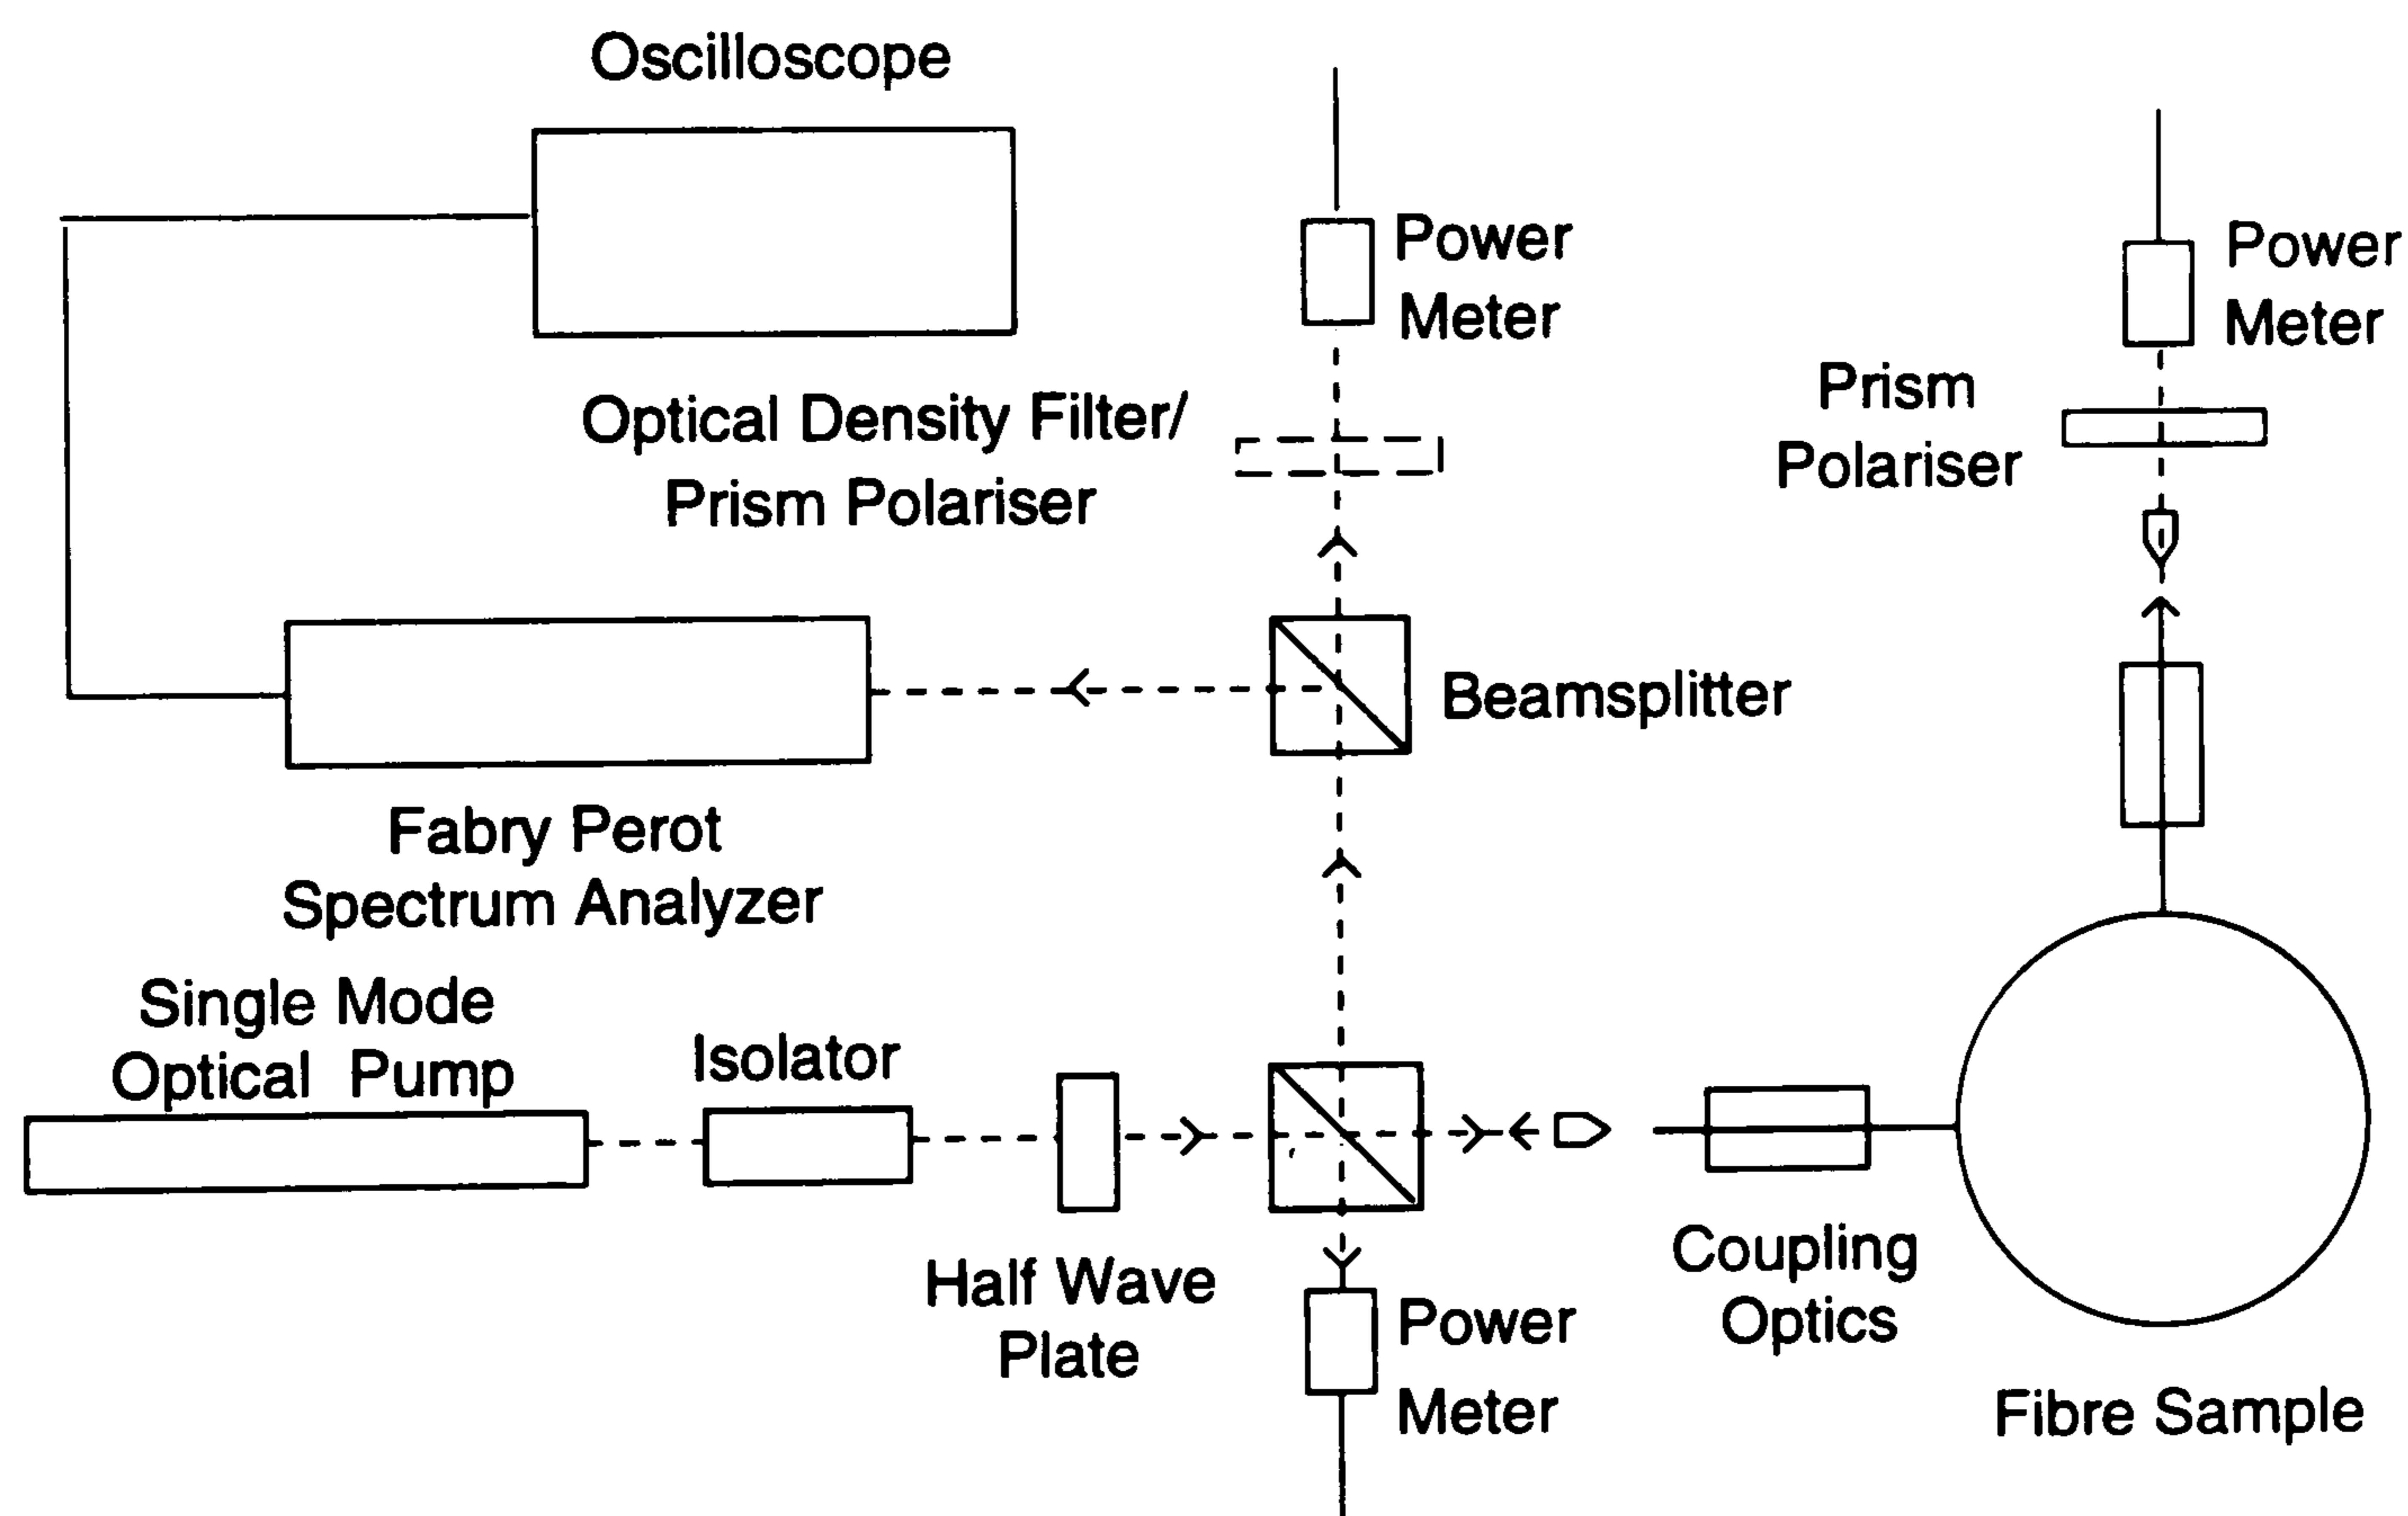 Oscilloscope
Power
Meter
Power
Meter
Prism
Polariser
Optical Density Filter/
Prism Polariser
Beamsplitter
Fabry Perot
Spectrum Analyzer
Single Mode
Optical Pump
Isolator
Half Wave
Plate
Power
Meter
Coupling
Optics
Fibre Sample